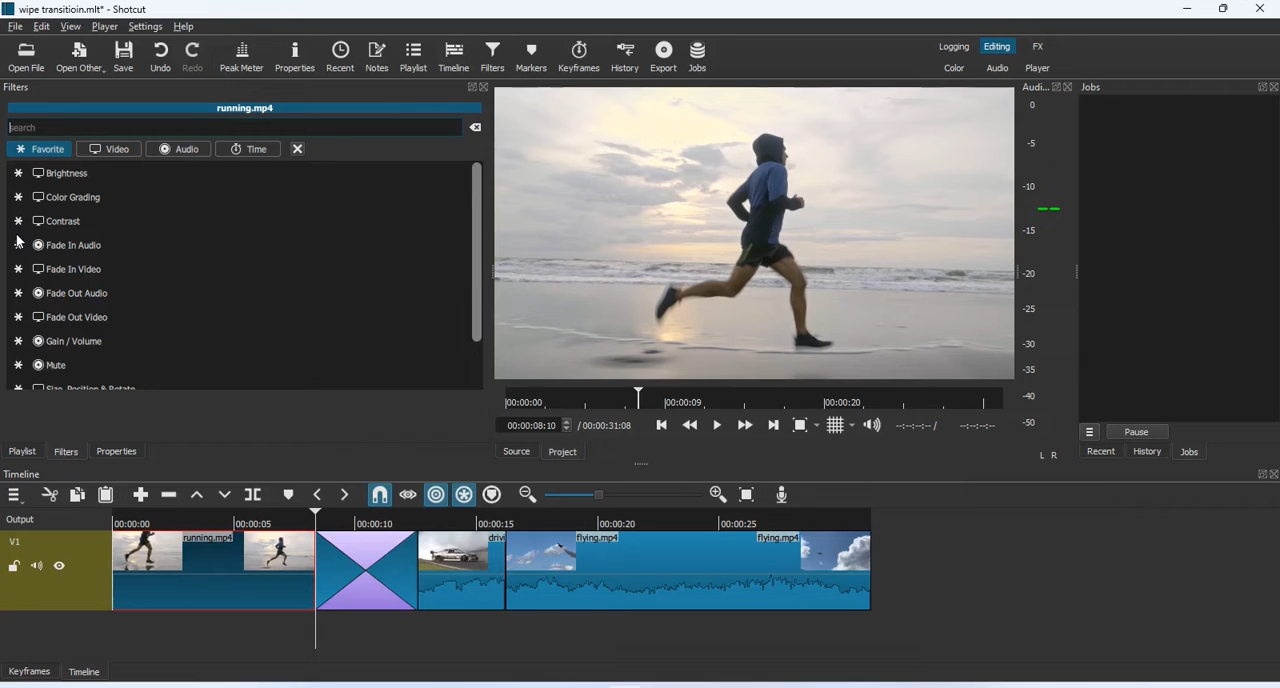 wipe transitioin.mlt* - Shotcut
File Edit View Player Settings Help
Open File Open Other.. Save Undo Redo Peak Meter Properties Recent Notes Playlist Timeline Filters Markers Keyframes History Export Jobs
Logging Editing FX
Color Audio Player
Filters
running.mp4
search
Favorite Video Audio Time
Brightness
Color Grading
Contrast
Fade In Audio
Fade In Video
Fade Out Audio
Fade Out Video
Gain / Volume
Mute
Size, Position & Rotate
Playlist Filters Properties
00:00:00 00:00:09 00:00:20
00:00:08:10 / 00:00:31:08 --:--:--:-- / --:--:--:--
Source Project
Audi...
0
-5
-10
-15
-20
-25
-30
-35
-40
-50
L R
Jobs
Pause
Recent History Jobs
Timeline
Output
00:00:00 00:00:05 00:00:10 00:00:15 00:00:20 00:00:25
V1
running.mp4 drivi flying.mp4 flying.mp4
Keyframes Timeline